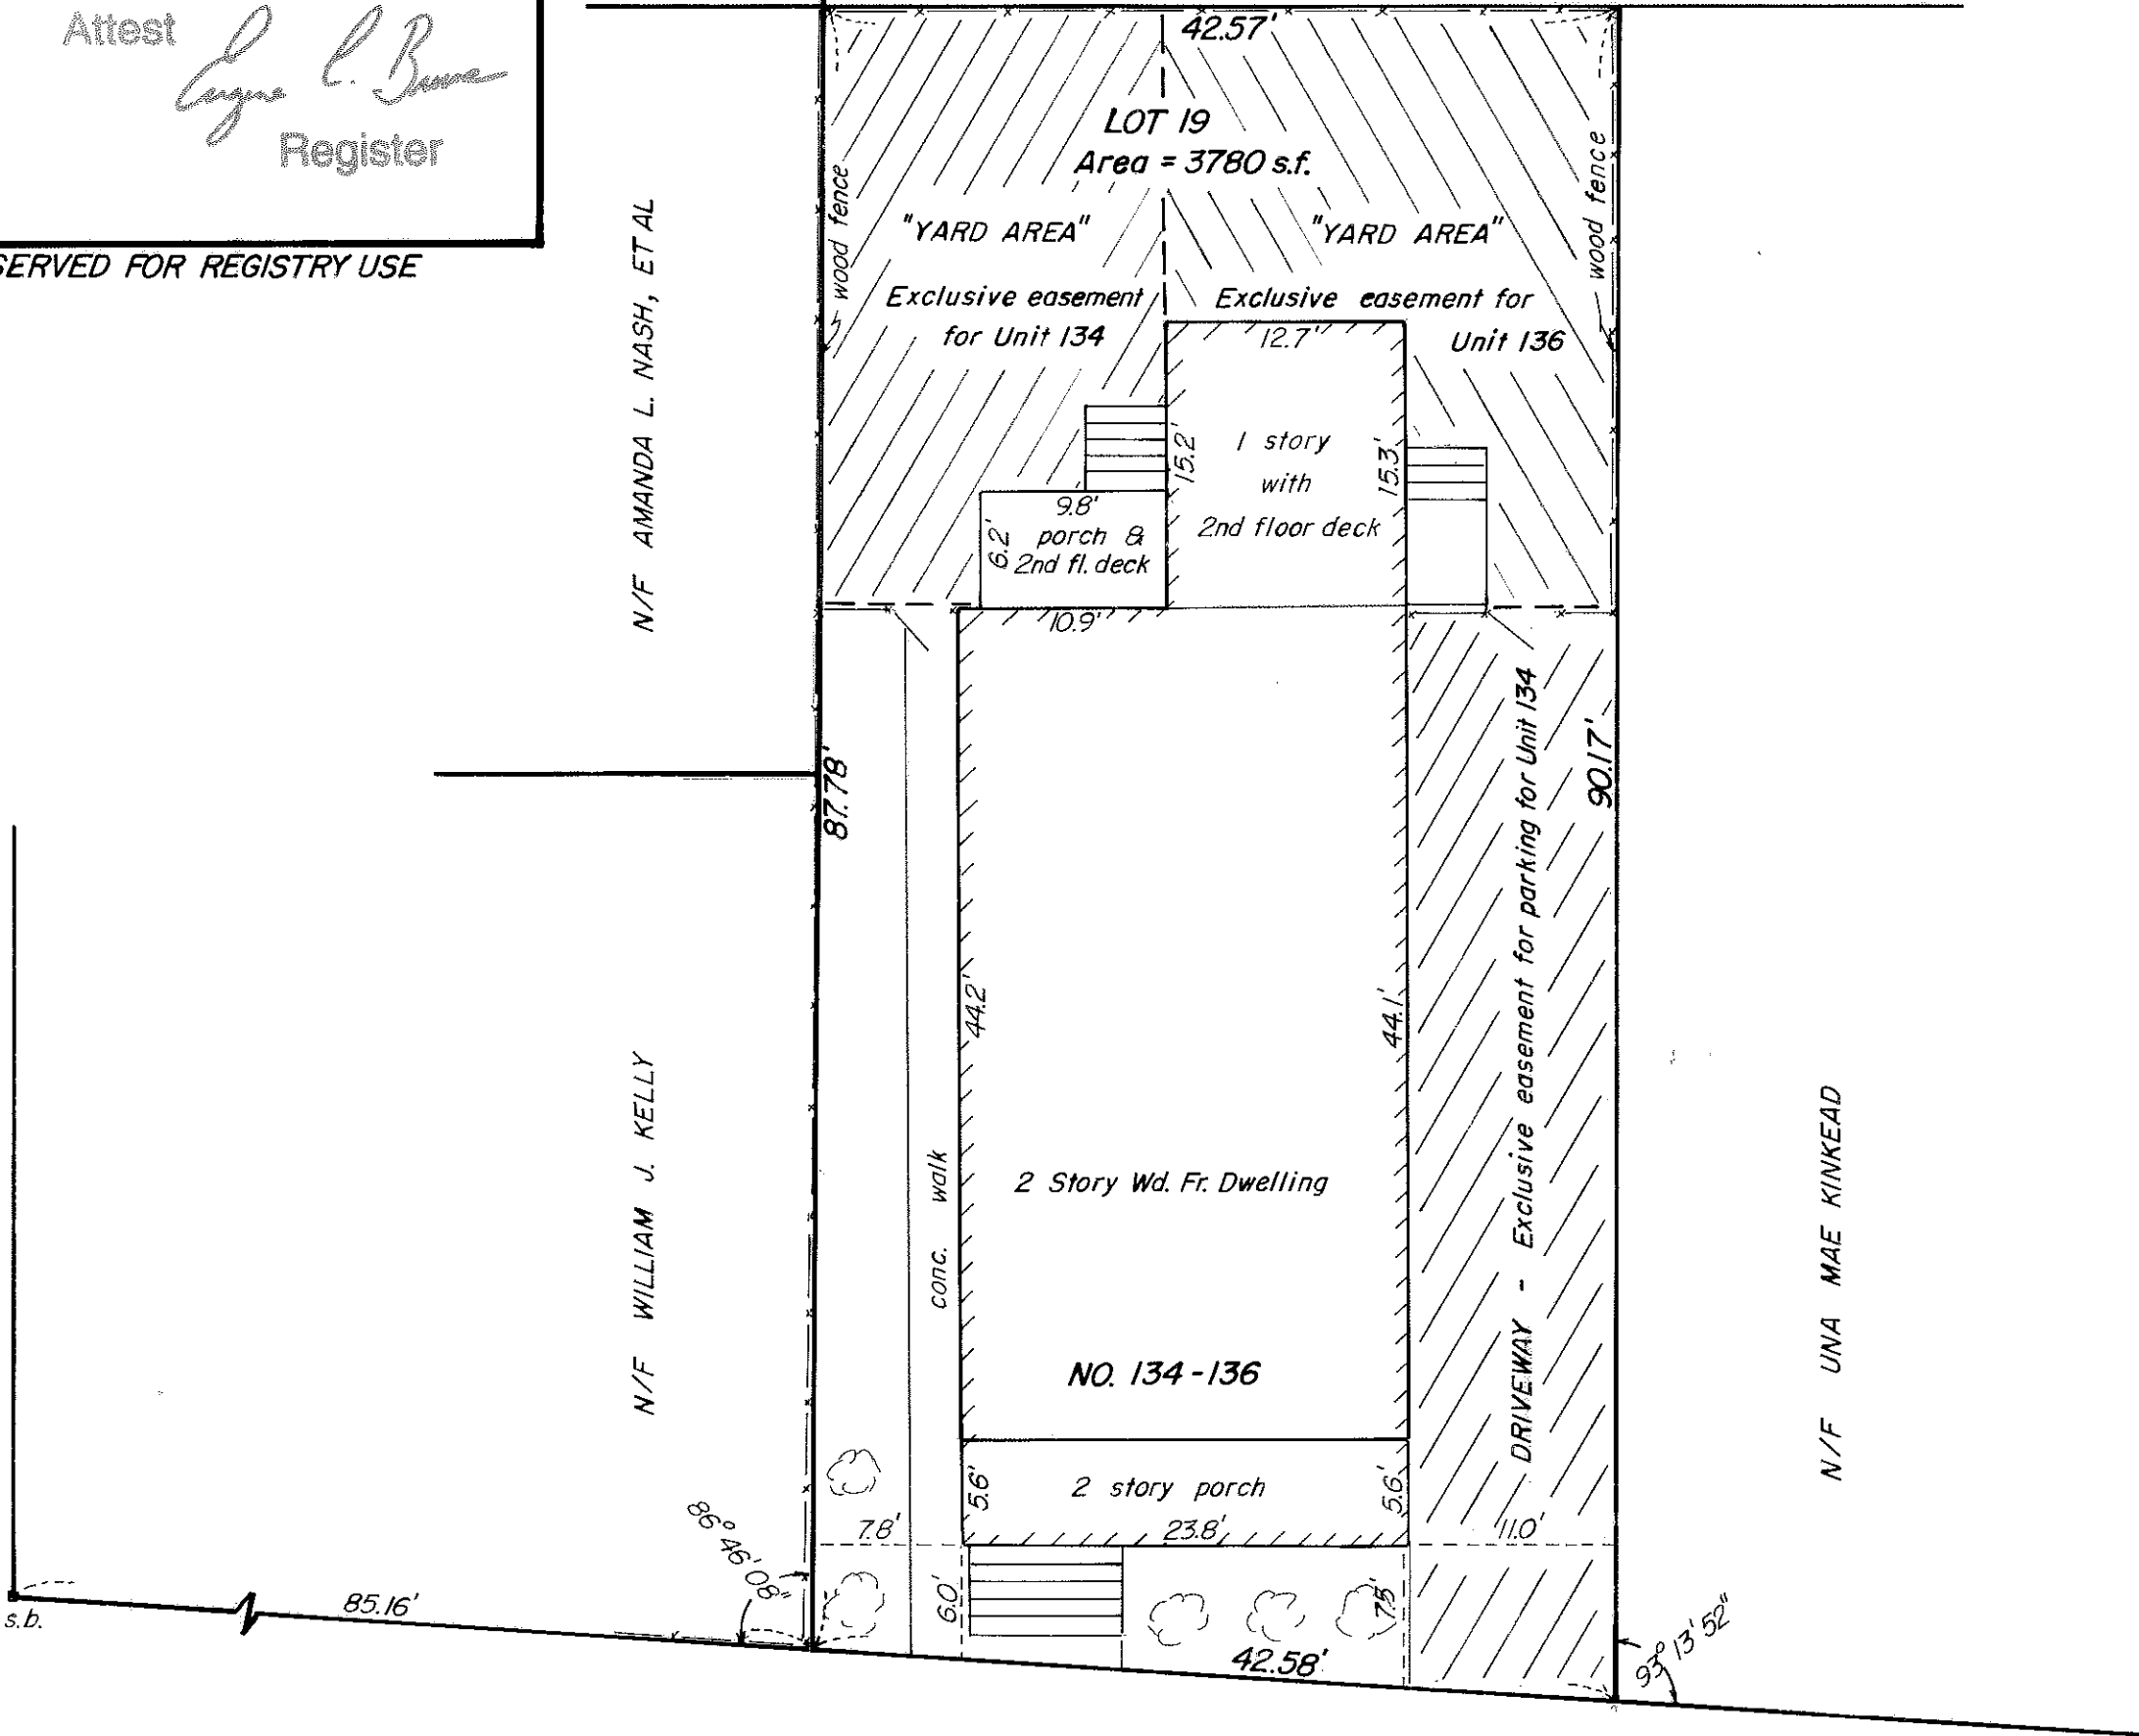 Attest
Eugene C. Brune
Register
SERVED FOR REGISTRY USE
42.57'
LOT 19
Area = 3780 s.f.
"YARD AREA"
Exclusive easement
for Unit 134
"YARD AREA"
Exclusive easement for
Unit 136
wood fence
wood fence
N/F AMANDA L. NASH, ET AL
12.7'
15.2'
1 story
with
2nd floor deck
15.3'
9.8'
6.2'
porch &
2nd fl. deck
10.9'
87.78'
90.17'
44.2'
44.1'
DRIVEWAY - Exclusive easement for parking for Unit 134
N/F WILLIAM J. KELLY
conc. walk
2 Story Wd. Fr. Dwelling
NO. 134-136
N/F UNA MAE KINKEAD
5.6'
2 story porch
5.6'
7.8'
23.8'
11.0'
6.0'
7.5'
86° 46' 08"
85.16'
s.b.
42.58'
93° 13' 52"